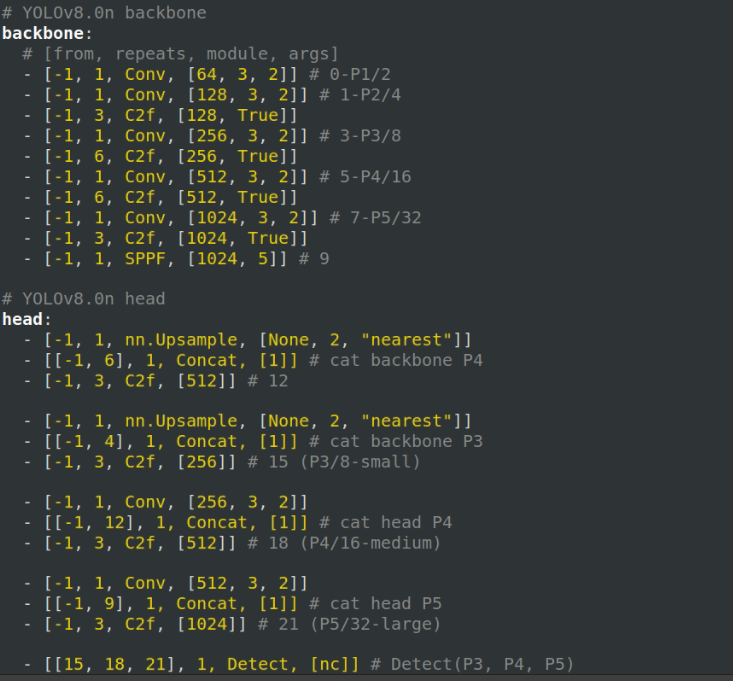 # YOLOv8.0n backbone
backbone:
  # [from, repeats, module, args]
  - [-1, 1, Conv, [64, 3, 2]] # 0-P1/2
  - [-1, 1, Conv, [128, 3, 2]] # 1-P2/4
  - [-1, 3, C2f, [128, True]]
  - [-1, 1, Conv, [256, 3, 2]] # 3-P3/8
  - [-1, 6, C2f, [256, True]]
  - [-1, 1, Conv, [512, 3, 2]] # 5-P4/16
  - [-1, 6, C2f, [512, True]]
  - [-1, 1, Conv, [1024, 3, 2]] # 7-P5/32
  - [-1, 3, C2f, [1024, True]]
  - [-1, 1, SPPF, [1024, 5]] # 9

# YOLOv8.0n head
head:
  - [-1, 1, nn.Upsample, [None, 2, "nearest"]]
  - [[-1, 6], 1, Concat, [1]] # cat backbone P4
  - [-1, 3, C2f, [512]] # 12

  - [-1, 1, nn.Upsample, [None, 2, "nearest"]]
  - [[-1, 4], 1, Concat, [1]] # cat backbone P3
  - [-1, 3, C2f, [256]] # 15 (P3/8-small)

  - [-1, 1, Conv, [256, 3, 2]]
  - [[-1, 12], 1, Concat, [1]] # cat head P4
  - [-1, 3, C2f, [512]] # 18 (P4/16-medium)

  - [-1, 1, Conv, [512, 3, 2]]
  - [[-1, 9], 1, Concat, [1]] # cat head P5
  - [-1, 3, C2f, [1024]] # 21 (P5/32-large)

  - [[15, 18, 21], 1, Detect, [nc]] # Detect(P3, P4, P5)